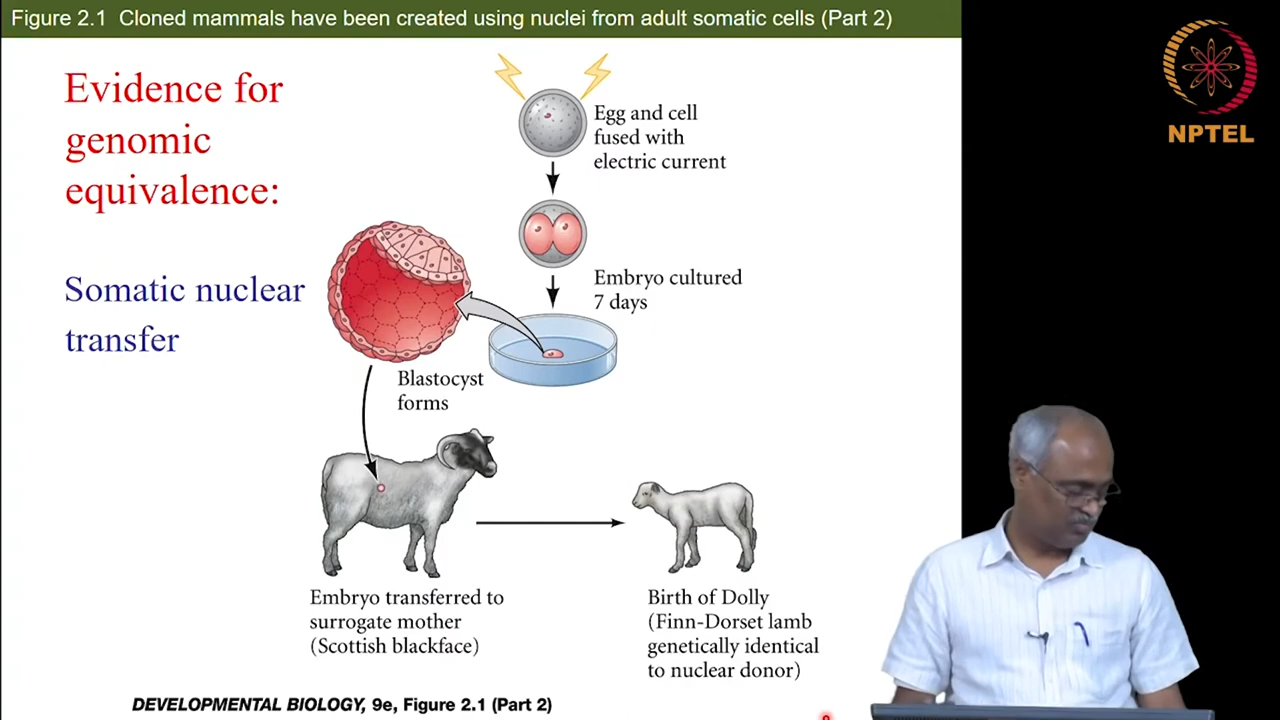 Figure 2.1 Cloned mammals have been created using nuclei from adult somatic cells (Part 2)
NPTEL
Evidence for
genomic
equivalence:
Somatic nuclear
transfer
Egg and cell
fused with
electric current
Embryo cultured
7 days
Blastocyst
forms
Embryo transferred to
surrogate mother
(Scottish blackface)
Birth of Dolly
(Finn-Dorset lamb
genetically identical
to nuclear donor)
DEVELOPMENTAL BIOLOGY, 9e, Figure 2.1 (Part 2)